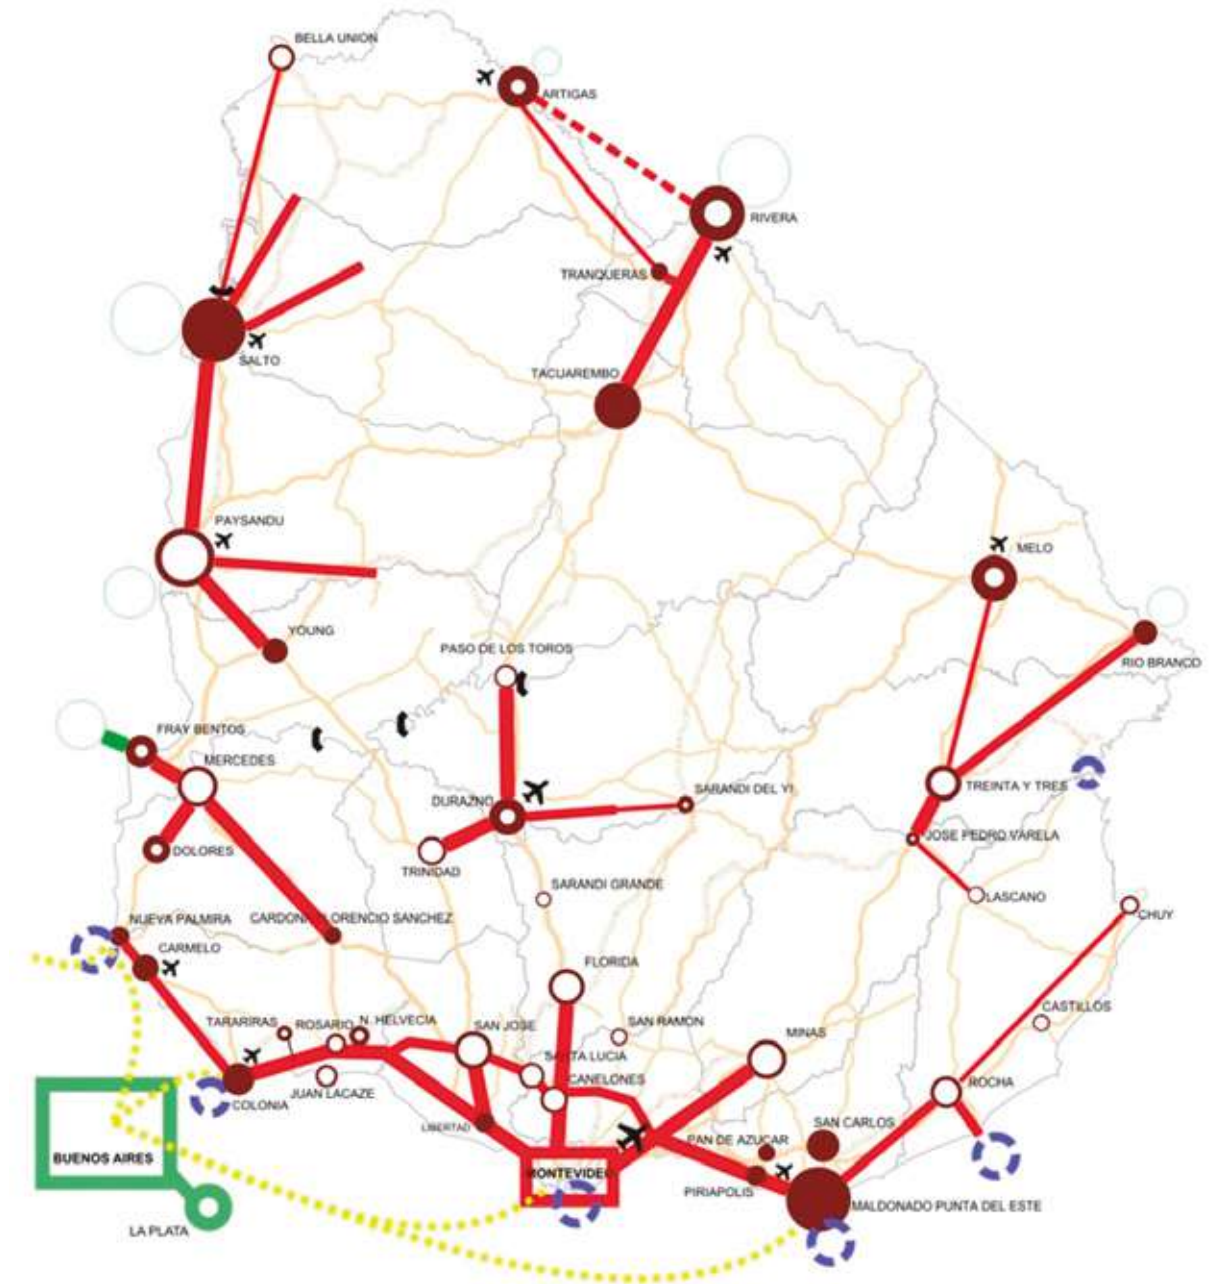 BELLA UNION
ARTIGAS
RIVERA
TRANQUERAS
SALTO
TACUAREMBO
PAYSANDU
MELO
YOUNG
PASO DE LOS TOROS
RIO BRANCO
FRAY BENTOS
MERCEDES
TREINTA Y TRES
SARANDI DEL YI
DURAZNO
JOSE PEDRO VARELA
DOLORES
TRINIDAD
SARANDI GRANDE
LASCANO
CHUY
NUEVA PALMIRA
CARDONA FLORENCIO SANCHEZ
CARMELO
FLORIDA
CASTILLOS
TARARIRAS
ROSARIO
N. HELVECIA
SAN JOSE
SAN RAMON
MINAS
SANTA LUCIA
CANELONES
ROCHA
JUAN LACAZE
COLONIA
LIBERTAD
SAN CARLOS
PAN DE AZUCAR
BUENOS AIRES
MONTEVIDEO
PIRIAPOLIS
MALDONADO PUNTA DEL ESTE
LA PLATA